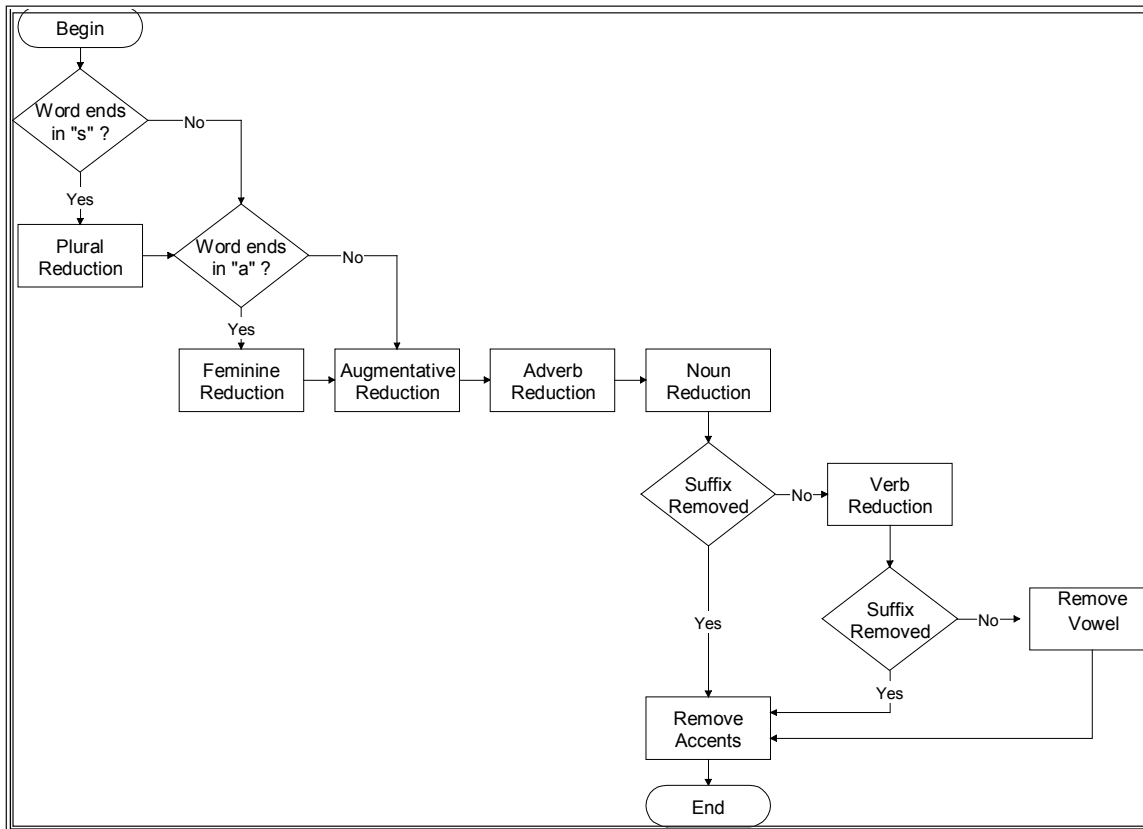 Begin
Word ends
in "s" ?
No
Yes
Plural
Reduction
Word ends
in "a" ?
No
Yes
Feminine
Reduction
Augmentative
Reduction
Adverb
Reduction
Noun
Reduction
Suffix
Removed
No
Verb
Reduction
Yes
Suffix
Removed
No
Remove
Vowel
Yes
Remove
Accents
End